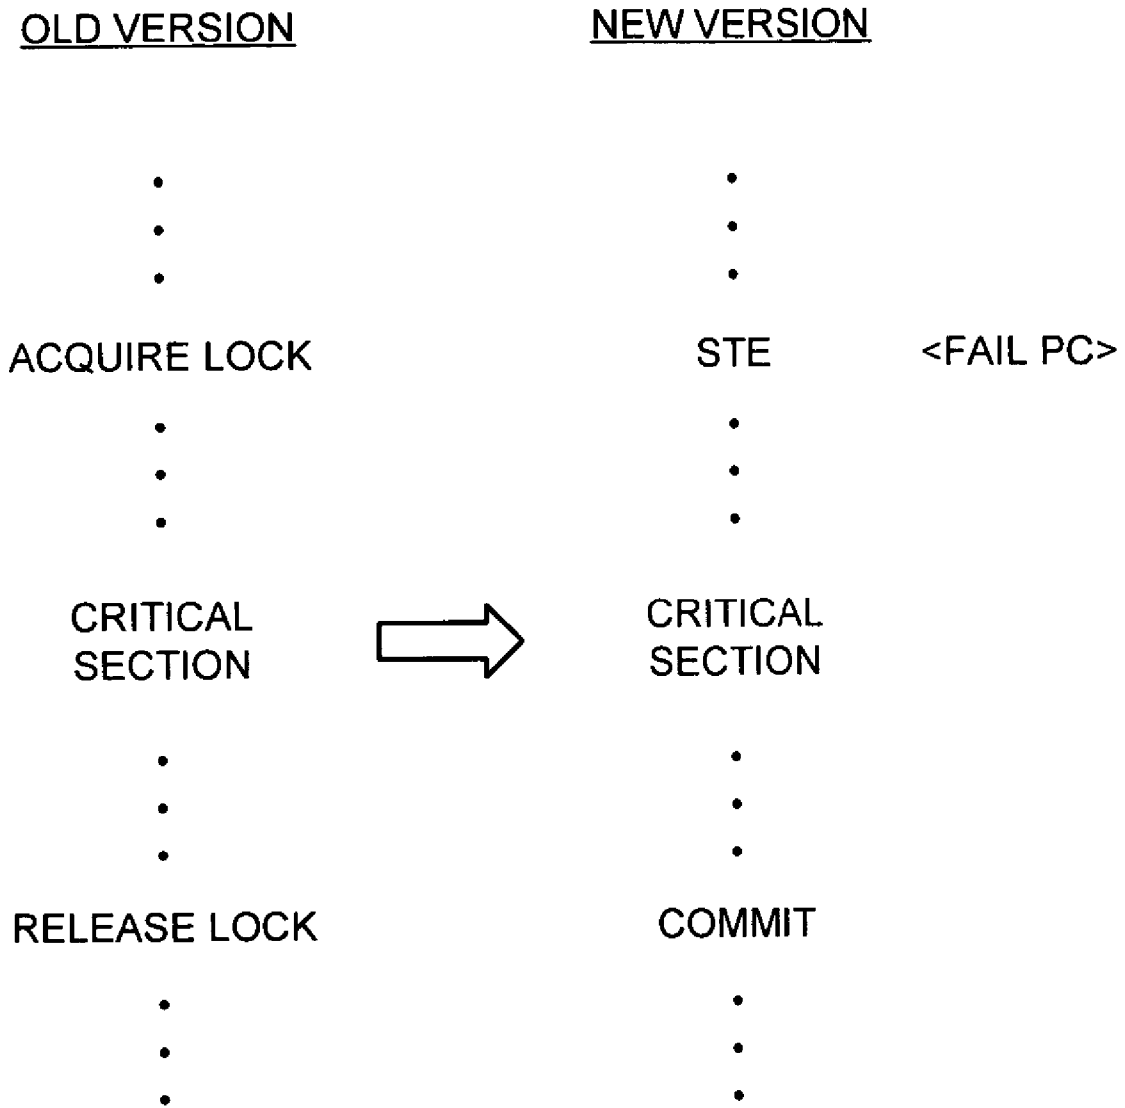 OLD VERSION
NEW VERSION
ACQUIRE LOCK
STE <FAIL PC>
CRITICAL
SECTION
CRITICAL
SECTION
RELEASE LOCK
COMMIT